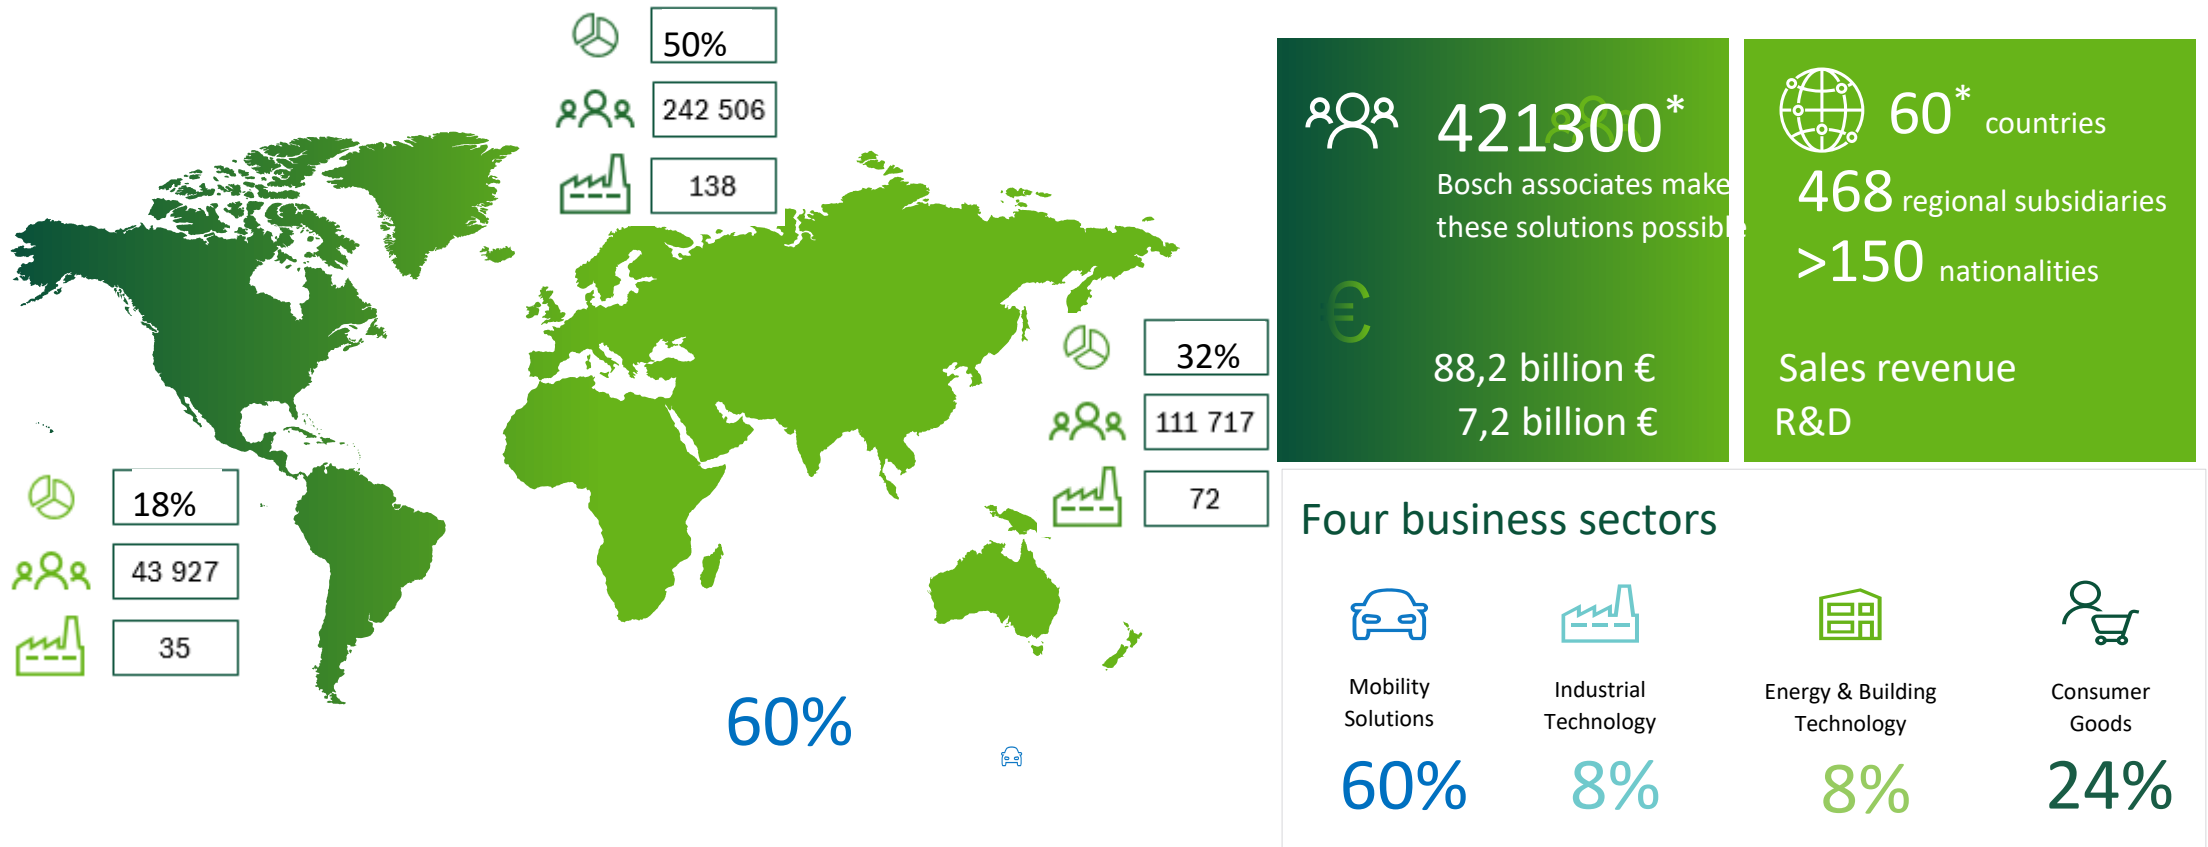 50%
242 506
138
18%
43 927
35
32%
111 717
72
60%
421300*
Bosch associates make
these solutions possible
€
88,2 billion €
7,2 billion €
60* countries
468 regional subsidiaries
>150 nationalities
Sales revenue
R&D
Four business sectors
Mobility
Solutions
60%
Industrial
Technology
8%
Energy & Building
Technology
8%
Consumer
Goods
24%